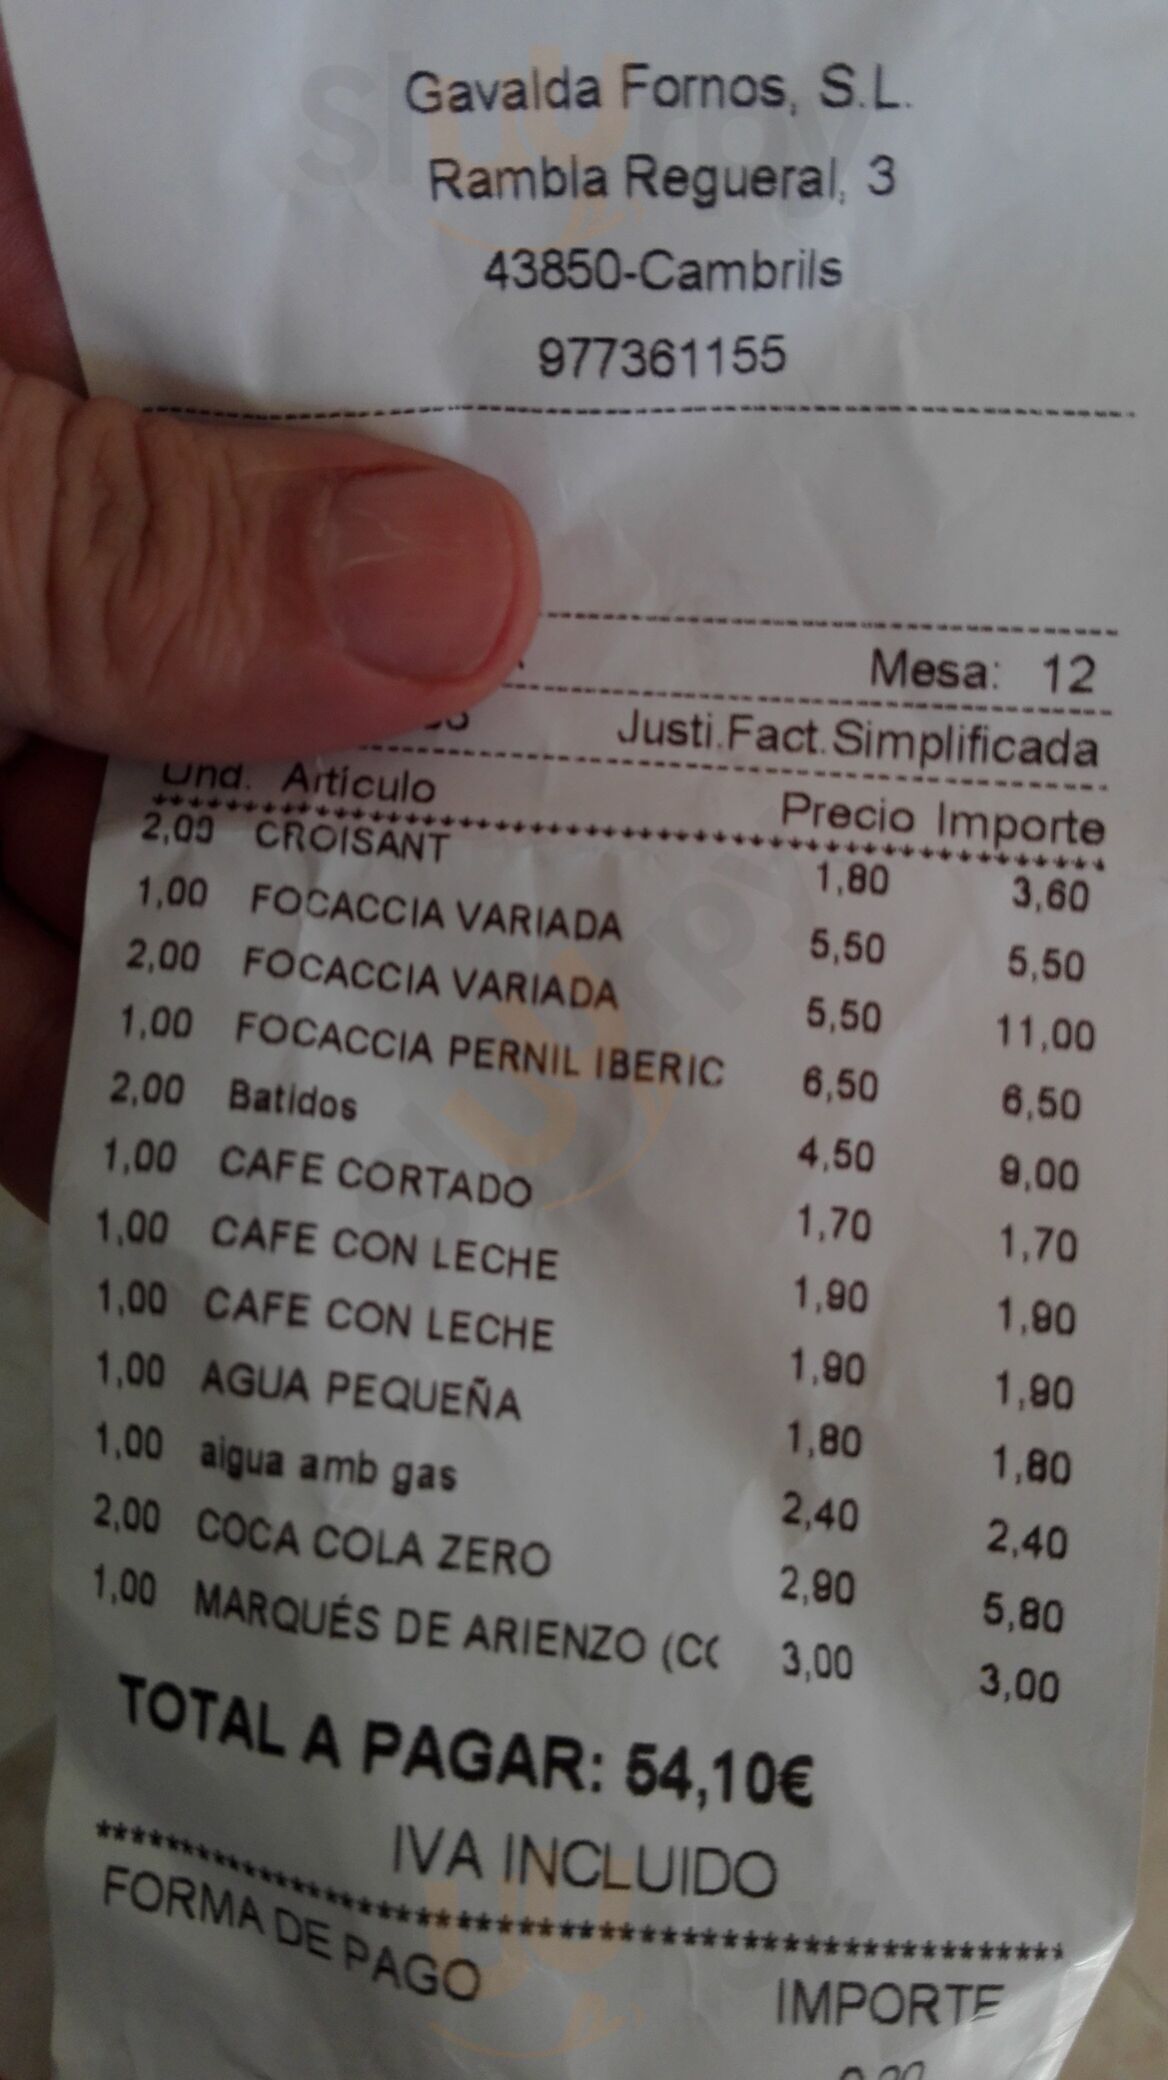 Gavalda Fornos, S.L.
Rambla Regueral, 3
43850-Cambrils
977361155
Mesa: 12
Justi.Fact.Simplificada
Und. Artículo Precio Importe
2,00 CROISANT 1,80 3,60
1,00 FOCACCIA VARIADA 5,50 5,50
2,00 FOCACCIA VARIADA 5,50 11,00
1,00 FOCACCIA PERNIL IBERIC 6,50 6,50
2,00 Batidos 4,50 9,00
1,00 CAFE CORTADO 1,70 1,70
1,00 CAFE CON LECHE 1,90 1,90
1,00 CAFE CON LECHE 1,90 1,90
1,00 AGUA PEQUEÑA 1,80 1,80
1,00 aigua amb gas 2,40 2,40
2,00 COCA COLA ZERO 2,90 5,80
1,00 MARQUÉS DE ARIENZO (CC 3,00 3,00
TOTAL A PAGAR: 54,10€
IVA INCLUIDO
FORMA DE PAGO IMPORTE
sluurpy
sluurpy
sluurpy